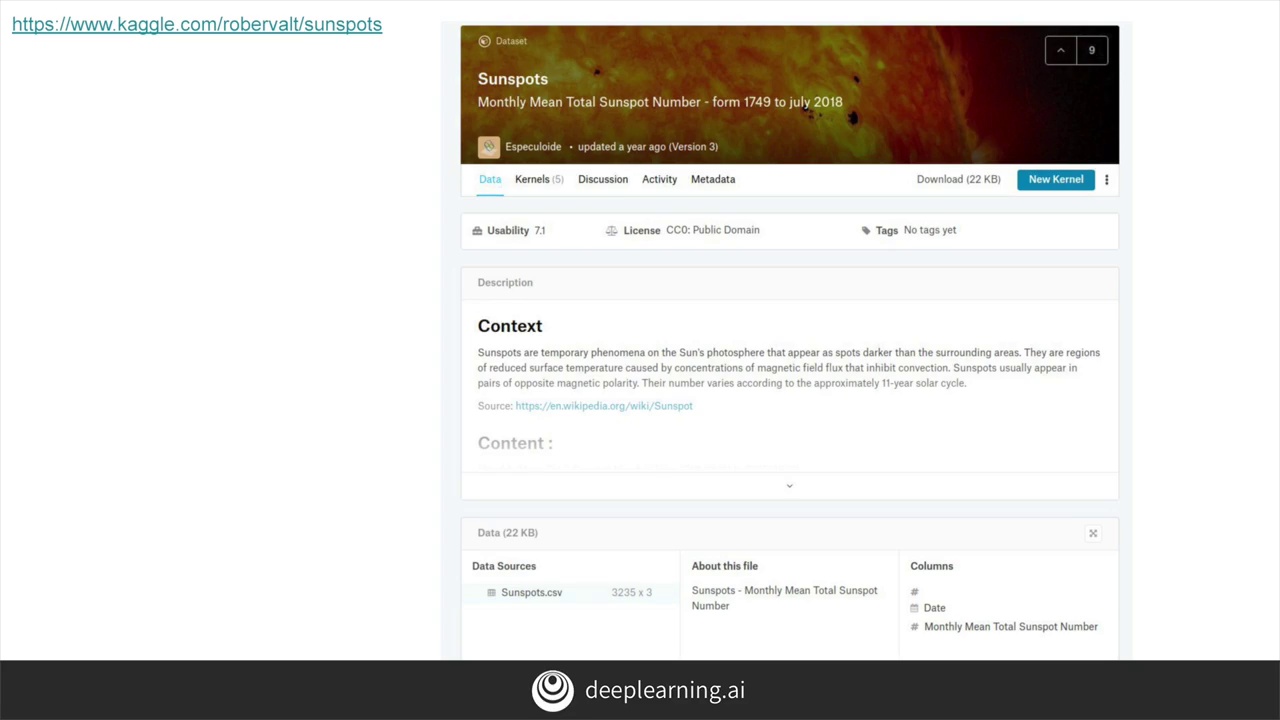 https://www.kaggle.com/robervalt/sunspots
Dataset
9
Sunspots
Monthly Mean Total Sunspot Number - form 1749 to july 2018
Especuloide • updated a year ago (Version 3)
Data Kernels (5) Discussion Activity Metadata Download (22 KB) New Kernel
Usability 7.1 License CC0: Public Domain Tags No tags yet
Description
Context
Sunspots are temporary phenomena on the Sun's photosphere that appear as spots darker than the surrounding areas. They are regions
of reduced surface temperature caused by concentrations of magnetic field flux that inhibit convection. Sunspots usually appear in
pairs of opposite magnetic polarity. Their number varies according to the approximately 11-year solar cycle.
Source: https://en.wikipedia.org/wiki/Sunspot
Content :
Data (22 KB)
Data Sources
Sunspots.csv 3235 x 3
About this file
Sunspots - Monthly Mean Total Sunspot
Number
Columns
#
Date
# Monthly Mean Total Sunspot Number
deeplearning.ai